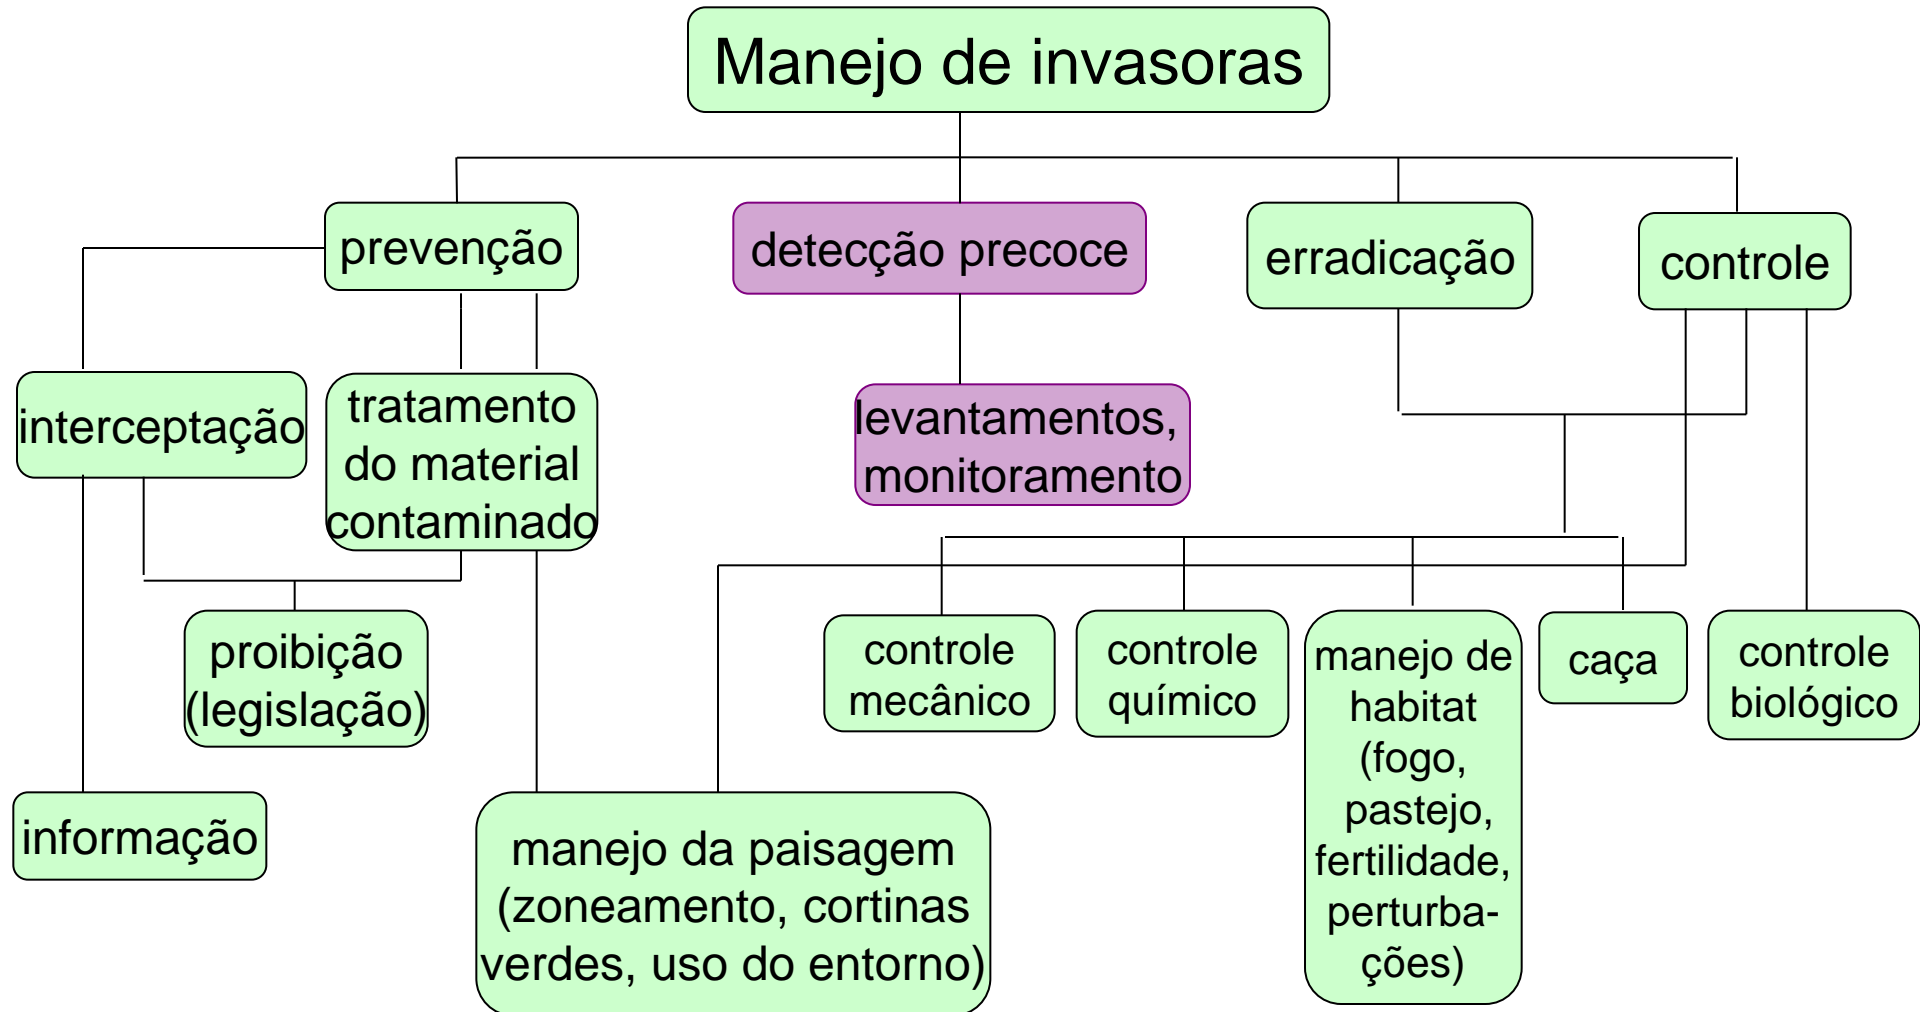 Manejo de invasoras
prevenção
detecção precoce
erradicação
controle
interceptação
tratamento
do material
contaminado
levantamentos,
monitoramento
proibição
(legislação)
controle
mecânico
controle
químico
manejo de
habitat
(fogo,
pastejo,
fertilidade,
perturba-
ções)
caça
controle
biológico
informação
manejo da paisagem
(zoneamento, cortinas
verdes, uso do entorno)